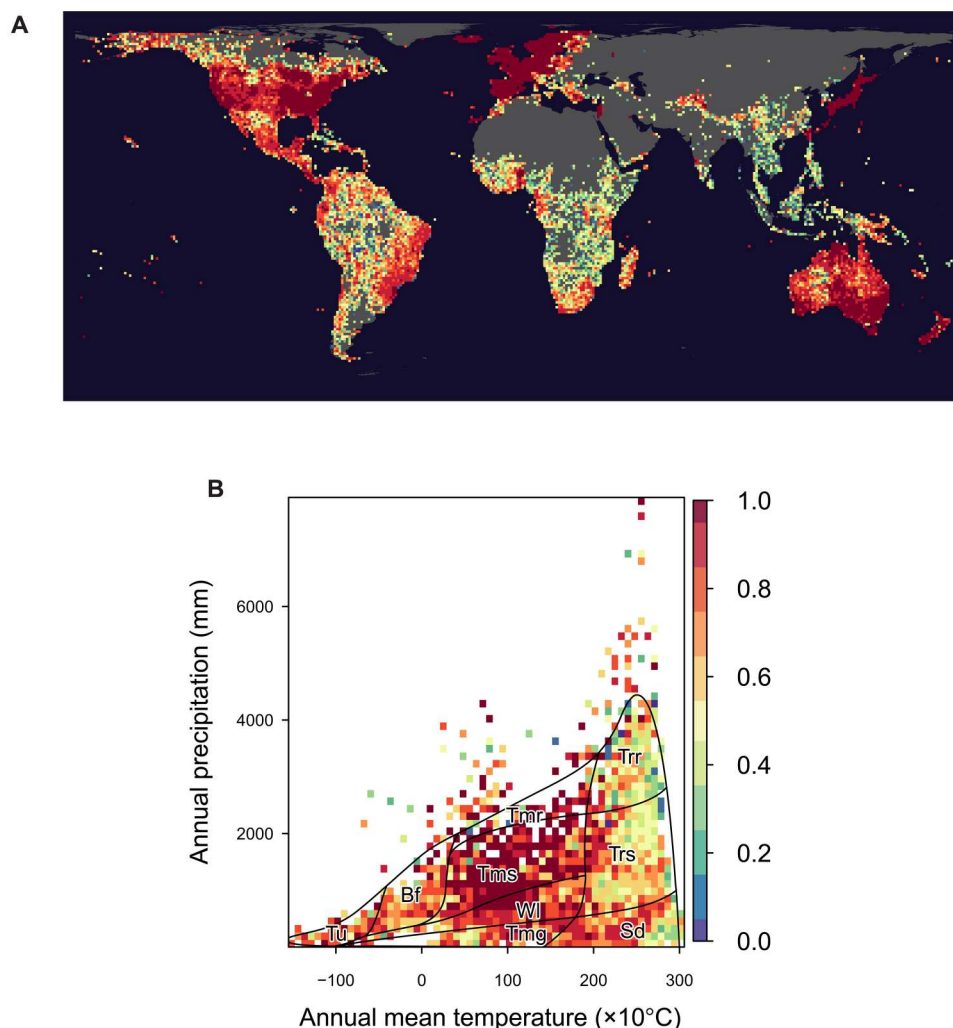 A
B
1.0
0.8
0.6
0.4
0.2
0.0
Annual precipitation (mm)
6000
4000
2000
Trr
Tmr
Trs
Tms
Bf
Wl
Tu
Tmg
Sd
−100
0
100
200
300
Annual mean temperature (×10°C)